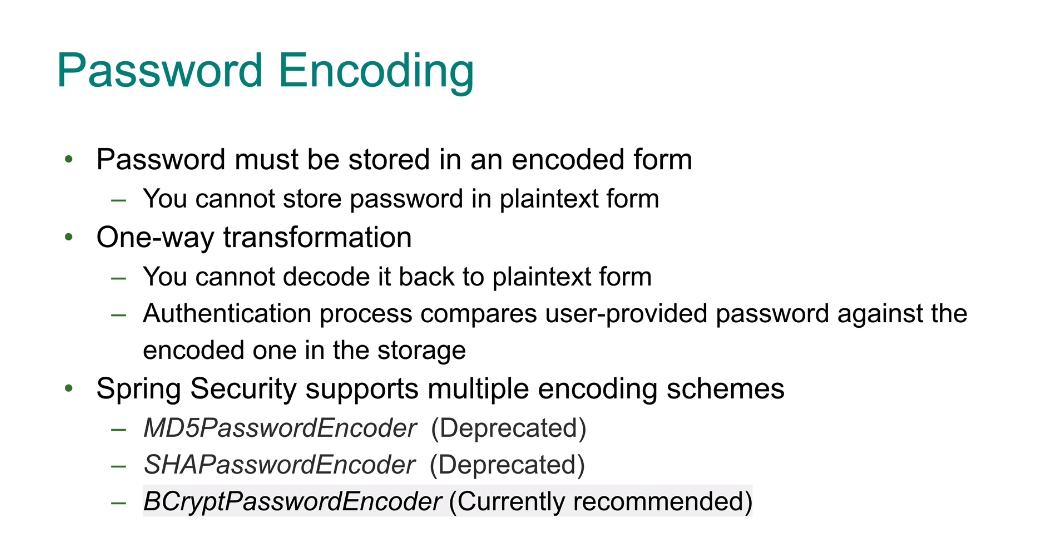 Password Encoding
• Password must be stored in an encoded form
– You cannot store password in plaintext form
• One-way transformation
– You cannot decode it back to plaintext form
– Authentication process compares user-provided password against the
encoded one in the storage
• Spring Security supports multiple encoding schemes
– MD5PasswordEncoder (Deprecated)
– SHAPasswordEncoder (Deprecated)
– BCryptPasswordEncoder (Currently recommended)